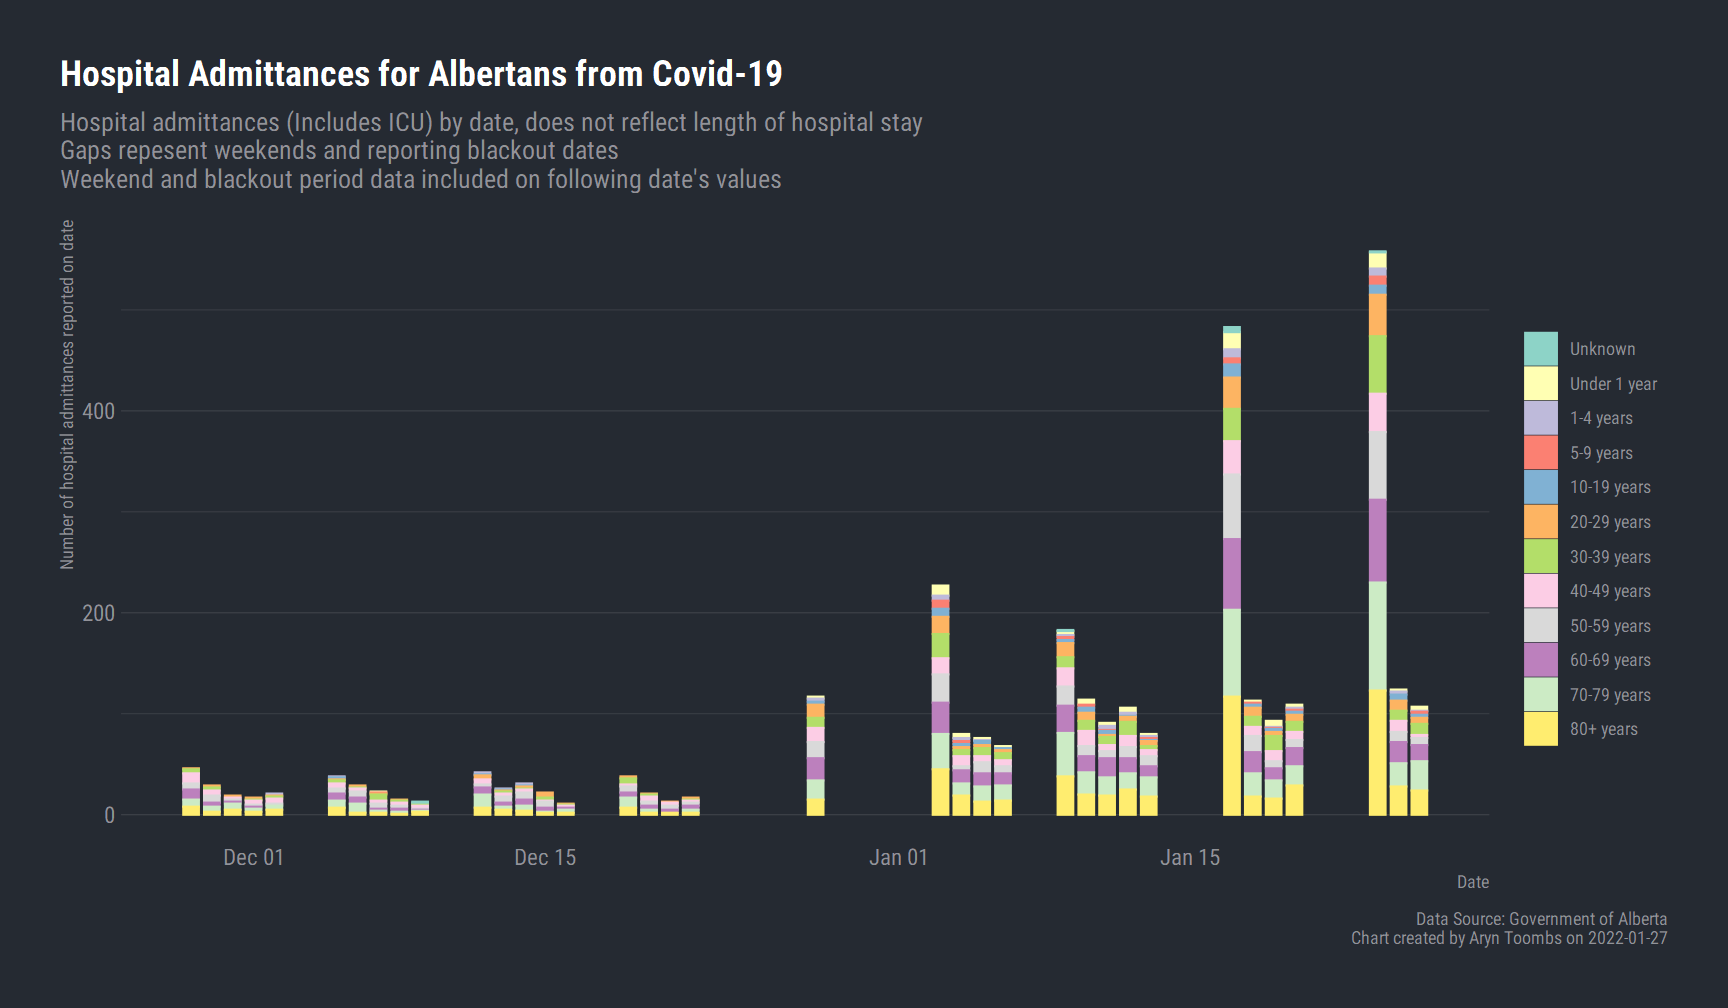 Hospital Admittances for Albertans from Covid-19
Hospital admittances (Includes ICU) by date, does not reflect length of hospital stay
Gaps repesent weekends and reporting blackout dates
Weekend and blackout period data included on following date's values
Number of hospital admittances reported on date
400
200
0
Dec 01
Dec 15
Jan 01
Jan 15
Date
Unknown
Under 1 year
1-4 years
5-9 years
10-19 years
20-29 years
30-39 years
40-49 years
50-59 years
60-69 years
70-79 years
80+ years
Data Source: Government of Alberta
Chart created by Aryn Toombs on 2022-01-27